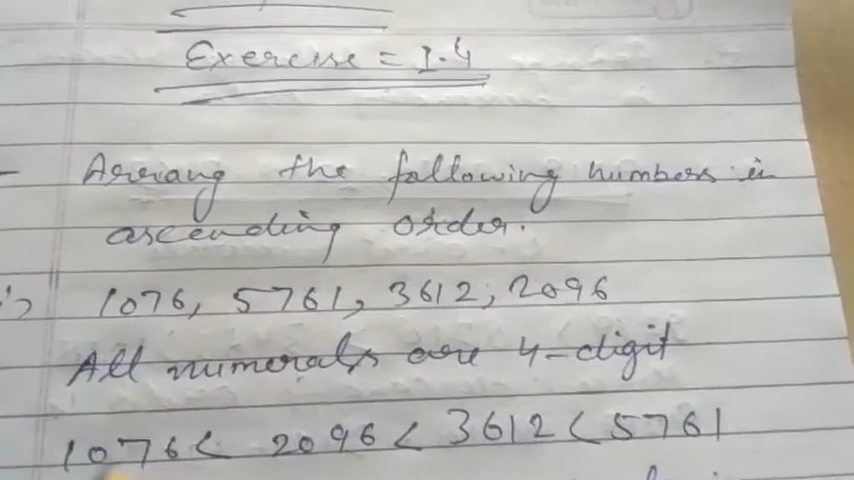 Exercise = 1.4
Arrang the following numbers in
ascending order.
1076, 5761, 3612, 2096
All numerals are 4-digit
1076 < 2096 < 3612 < 5761